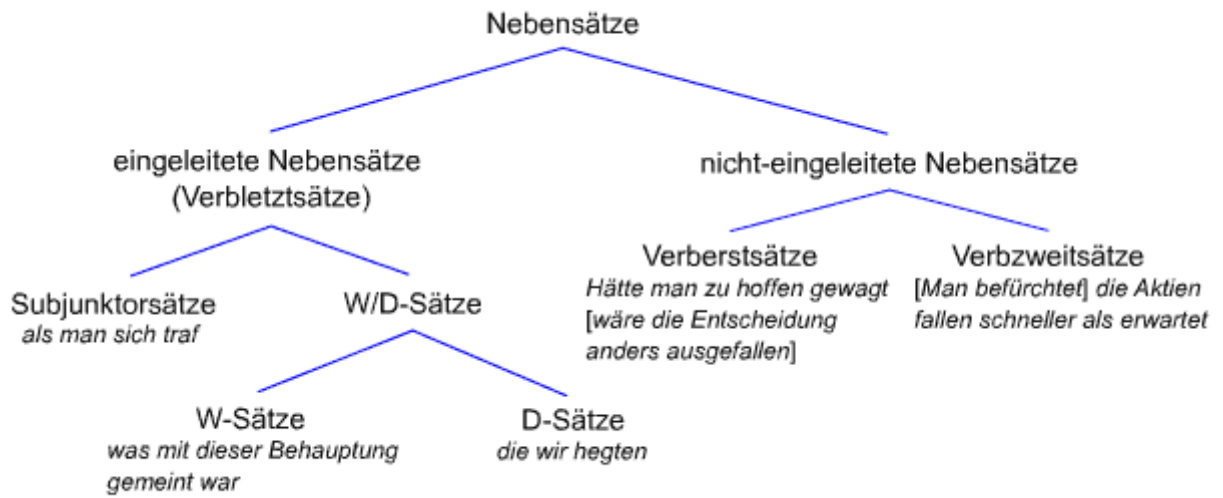 Nebensätze
eingeleitete Nebensätze
(Verbletztsätze)
nicht-eingeleitete Nebensätze
Subjunktorsätze
als man sich traf
W/D-Sätze
Verberstsätze
Hätte man zu hoffen gewagt
[wäre die Entscheidung
anders ausgefallen]
Verbzweitsätze
[Man befürchtet] die Aktien
fallen schneller als erwartet
W-Sätze
was mit dieser Behauptung
gemeint war
D-Sätze
die wir hegten